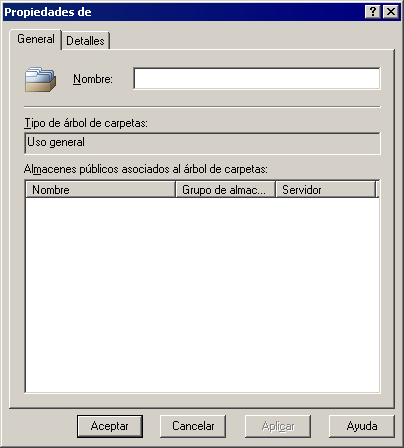 Propiedades de
General
Detalles
Nombre:
Tipo de árbol de carpetas:
Uso general
Almacenes públicos asociados al árbol de carpetas:
Nombre Grupo de almac... Servidor
Aceptar Cancelar Aplicar Ayuda